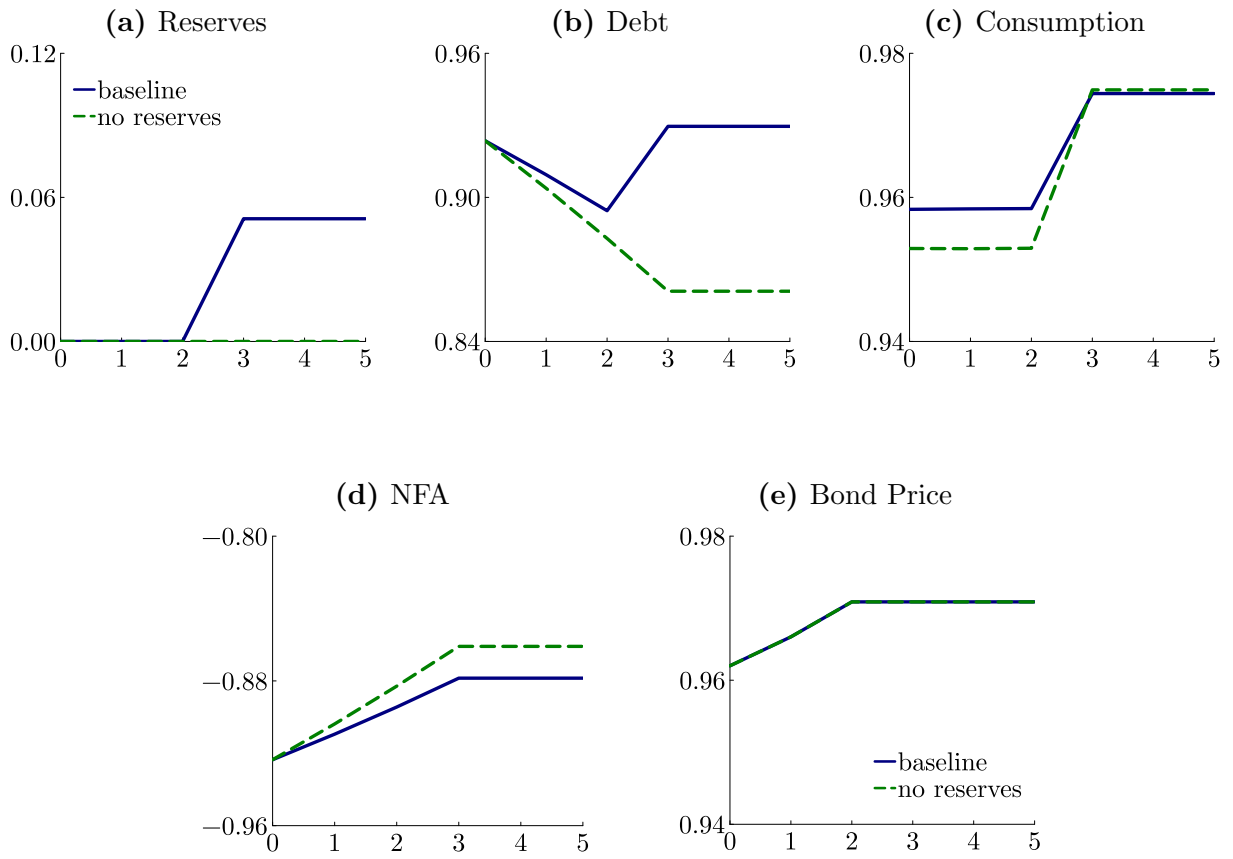 (a) Reserves
(b) Debt
(c) Consumption
0.12
0.06
0.00
baseline
no reserves
0 1 2 3 4 5
0.96
0.90
0.84
0 1 2 3 4 5
0.98
0.96
0.94
0 1 2 3 4 5
(d) NFA
(e) Bond Price
−0.80
−0.88
−0.96
0 1 2 3 4 5
0.98
0.96
0.94
baseline
no reserves
0 1 2 3 4 5